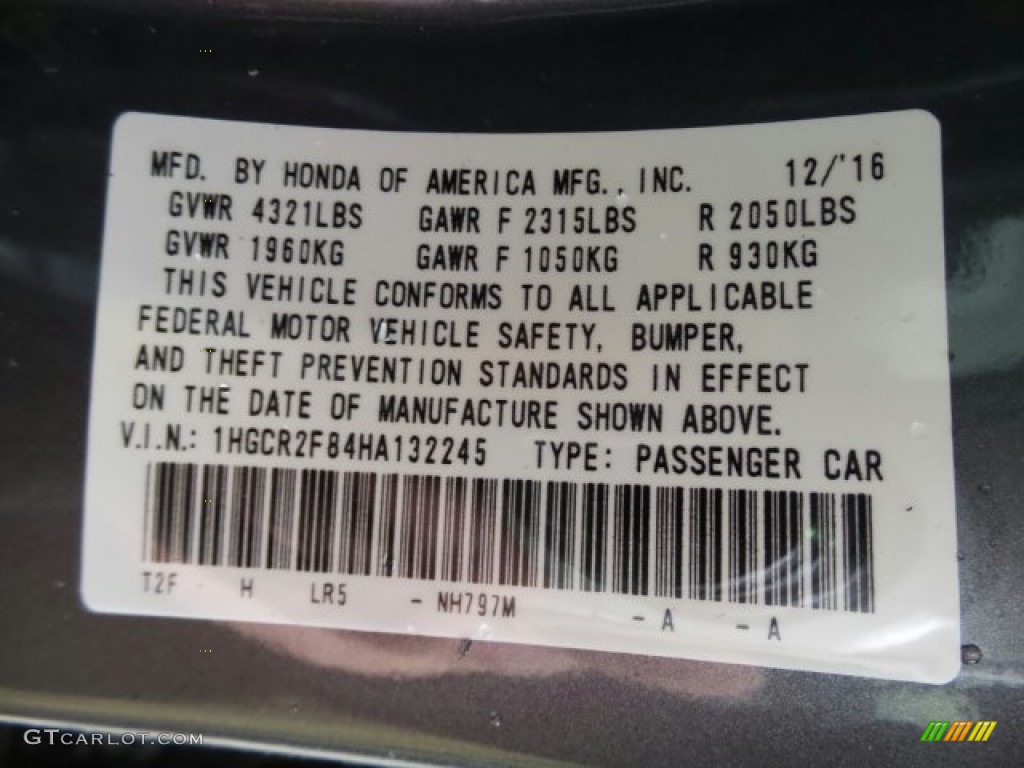 MFD. BY HONDA OF AMERICA MFG., INC. 12/'16
GVWR 4321LBS GAWR F 2315LBS R 2050LBS
GVWR 1960KG GAWR F 1050KG R 930KG
THIS VEHICLE CONFORMS TO ALL APPLICABLE
FEDERAL MOTOR VEHICLE SAFETY, BUMPER,
AND THEFT PREVENTION STANDARDS IN EFFECT
ON THE DATE OF MANUFACTURE SHOWN ABOVE.
V.I.N.: 1HGCR2F84HA132245 TYPE: PASSENGER CAR
T2F H LR5 - NH797M - A - A
GTCARLOT.COM